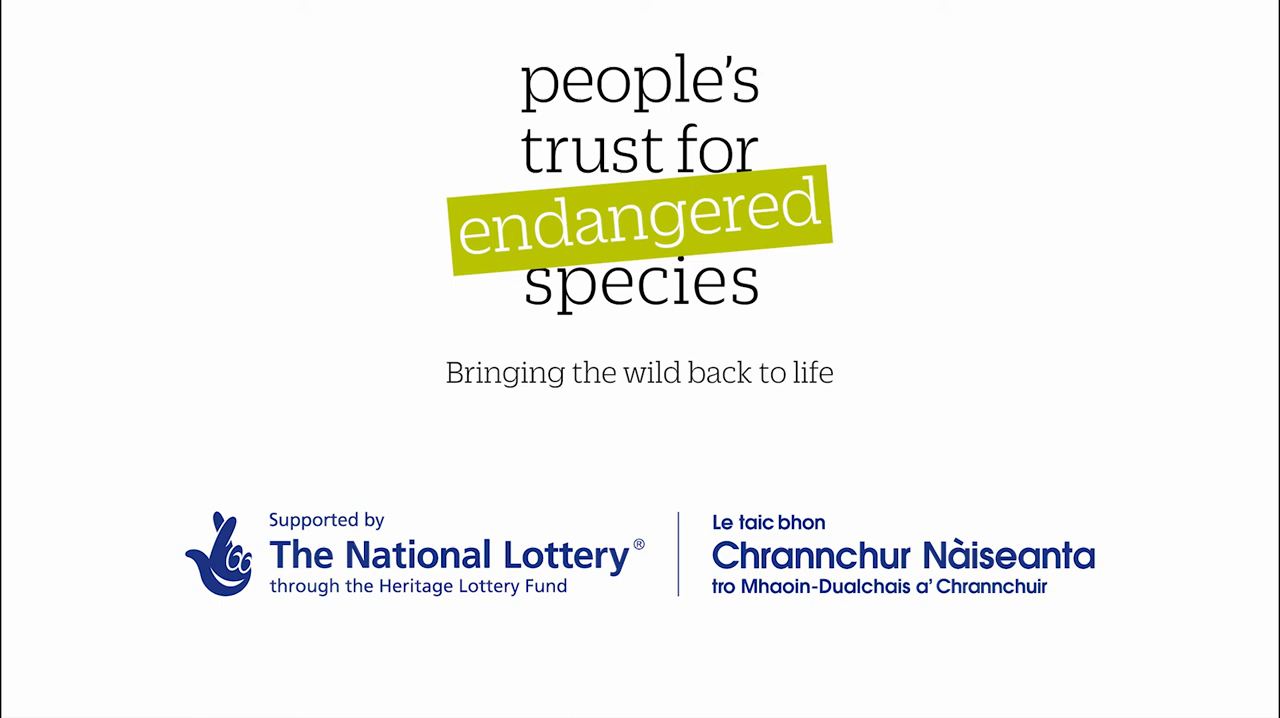 people's
trust for
endangered
species
Bringing the wild back to life
Supported by
The National Lottery®
through the Heritage Lottery Fund
Le taic bhon
Chrannchur Nàiseanta
tro Mhaoin-Dualchais a' Chrannchuir